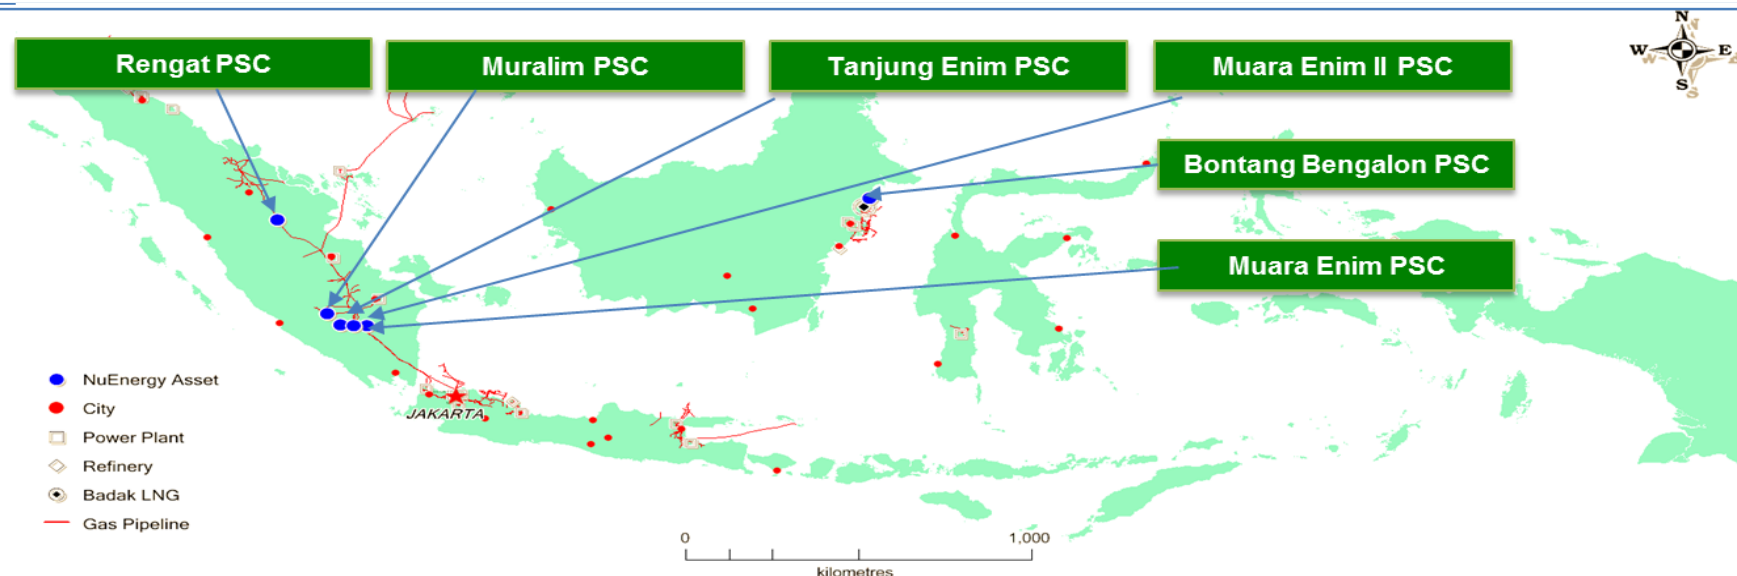 Rengat PSC
Muralim PSC
Tanjung Enim PSC
Muara Enim II PSC
N
W
E
S
Bontang Bengalon PSC
Muara Enim PSC
NuEnergy Asset
City
Power Plant
Refinery
Badak LNG
Gas Pipeline
JAKARTA
0
1,000
kilometres